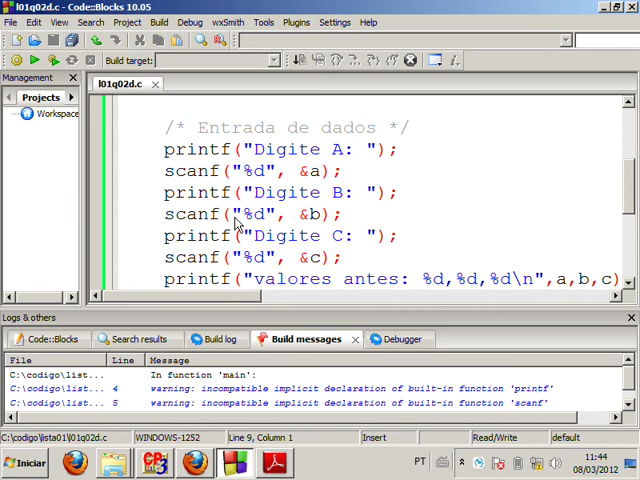 l01q02d.c - Code::Blocks 10.05
File Edit View Search Project Build Debug wxSmith Tools Plugins Settings Help
Build target:
Management
Projects
Workspace
l01q02d.c
/* Entrada de dados */
printf("Digite A: ");
scanf("%d", &a);
printf("Digite B: ");
scanf("%d", &b);
printf("Digite C: ");
scanf("%d", &c);
printf("valores antes: %d,%d,%d\n",a,b,c)
Logs & others
Code::Blocks Search results Build log Build messages Debugger
File Line Message
C:\codigo\list... In function 'main':
C:\codigo\list... 4 warning: incompatible implicit declaration of built-in function 'printf'
C:\codigo\list... 5 warning: incompatible implicit declaration of built-in function 'scanf'
C:\codigo\lista01\l01q02d.c WINDOWS-1252 Line 9, Column 1 Insert Read/Write default
Iniciar PT 11:44
08/03/2012